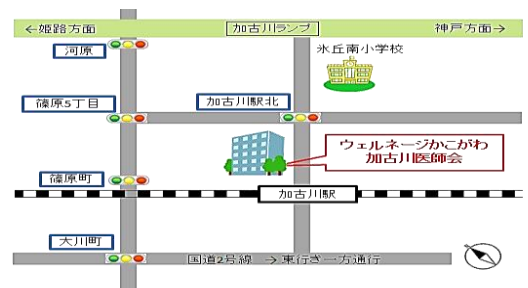 ←姫路方面
加古川ランプ
神戸方面→
河原
氷丘南小学校
篠原5丁目
加古川駅北
ウェルネージかこがわ
加古川医師会
篠原町
加古川駅
大川町
国道2号線 →東行き一方通行